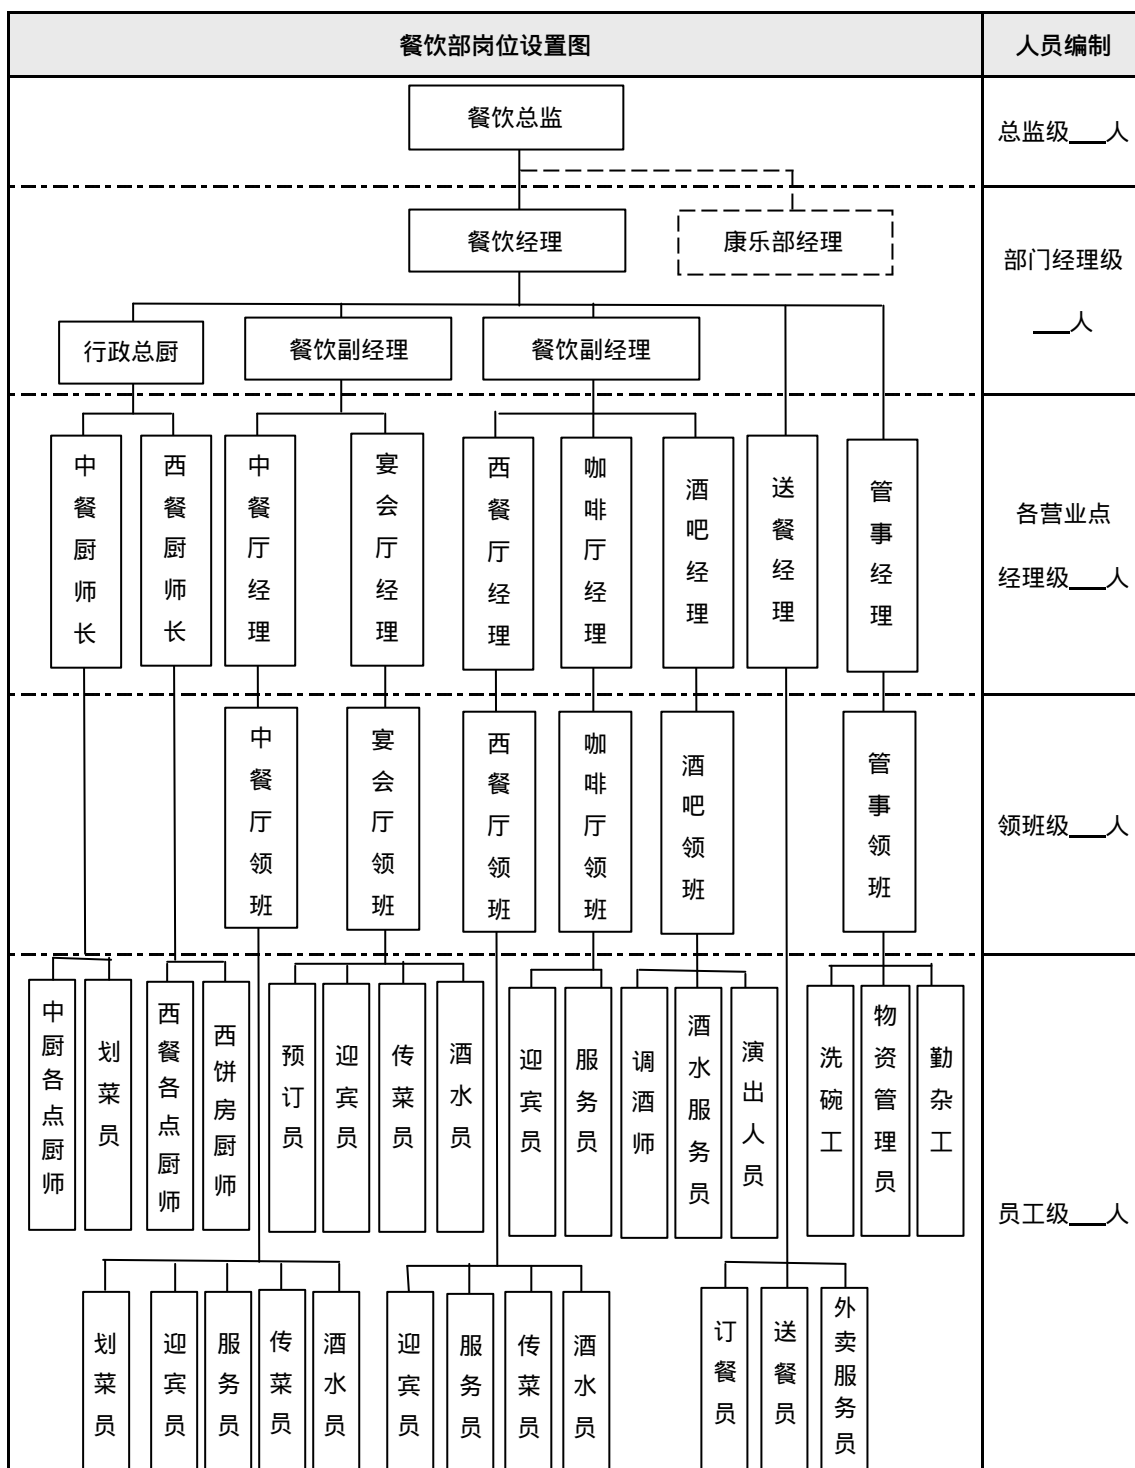 餐饮部岗位设置图
人员编制
餐饮总监
总监级___人
餐饮经理
康乐部经理
部门经理级
___人
行政总厨
餐饮副经理
餐饮副经理
中餐厨师长
西餐厨师长
中餐厅经理
宴会厅经理
西餐厅经理
咖啡厅经理
酒吧经理
送餐经理
管事经理
各营业点
经理级___人
中餐厅领班
宴会厅领班
西餐厅领班
咖啡厅领班
酒吧领班
管事领班
领班级___人
中厨各点厨师
划菜员
西餐各点厨师
西饼房厨师
预订员
迎宾员
传菜员
酒水员
迎宾员
服务员
调酒师
酒水服务员
演出人员
洗碗工
物资管理员
勤杂工
员工级___人
划菜员
迎宾员
服务员
传菜员
酒水员
迎宾员
服务员
传菜员
酒水员
订餐员
送餐员
外卖服务员